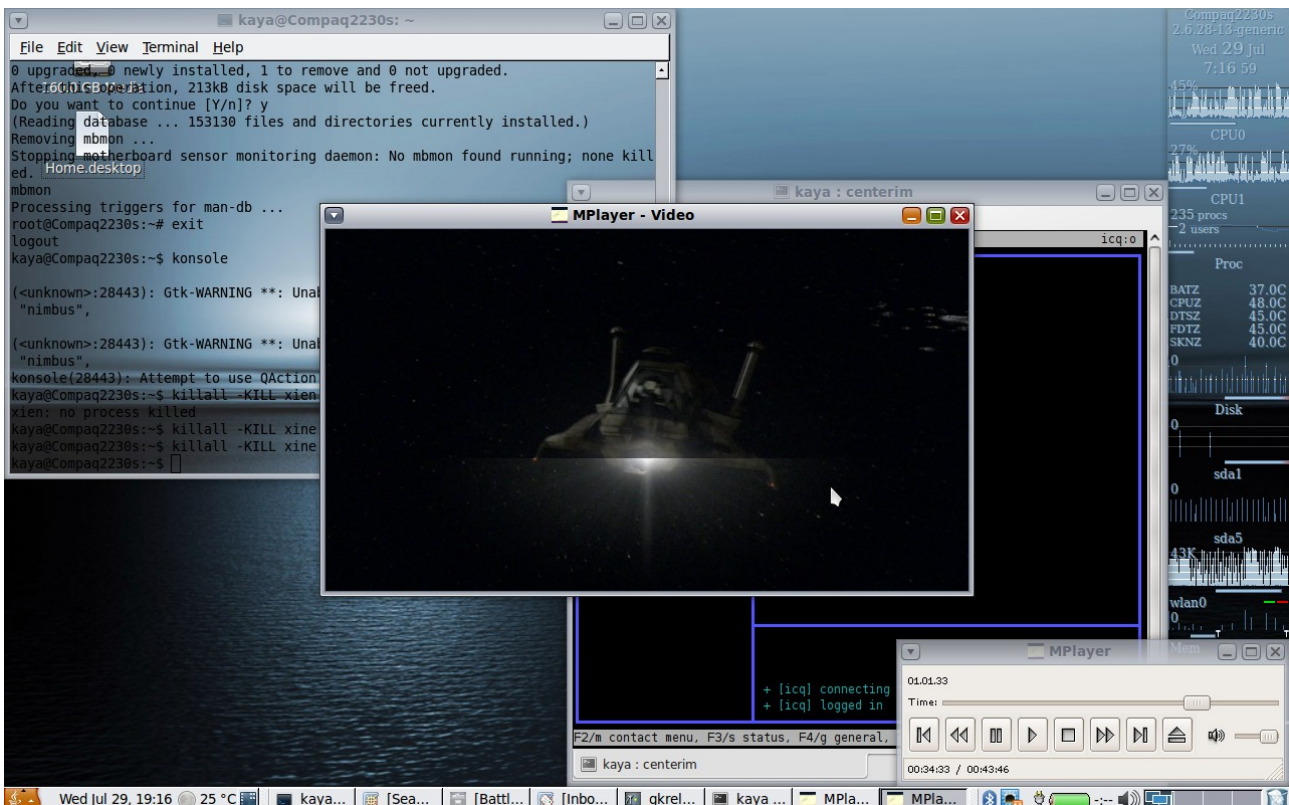 kaya@Compaq2230s: ~
File Edit View Terminal Help
0 upgraded, 0 newly installed, 1 to remove and 0 not upgraded.
After this operation, 213kB disk space will be freed.
Do you want to continue [Y/n]? y
(Reading database ... 153130 files and directories currently installed.)
Removing mbmon ...
Stopping motherboard sensor monitoring daemon: No mbmon found running; none kill
ed.
mbmon
Processing triggers for man-db ...
root@Compaq2230s:~# exit
logout
kaya@Compaq2230s:~$ konsole
(<unknown>:28443): Gtk-WARNING **: Unal
"nimbus",
(<unknown>:28443): Gtk-WARNING **: Unal
"nimbus",
konsole(28443): Attempt to use QAction
kaya@Compaq2230s:~$ killall -KILL xien
xien: no process killed
kaya@Compaq2230s:~$ killall -KILL xine
kaya@Compaq2230s:~$ killall -KILL xine
kaya@Compaq2230s:~$
Home.desktop
kaya : centerim
icq:o
MPlayer - Video
+ [icq] connecting
+ [icq] logged in
F2/m contact menu, F3/s status, F4/g general,
kaya : centerim
MPlayer
01.01.33
Time:
00:34:33 / 00:43:46
Compaq2230s
2.6.28-13-generic
Wed 29 Jul
7:16 59
45%
CPU0
27%
CPU1
235 procs
2 users
Proc
BATZ 37.0C
CPUZ 48.0C
DTSZ 45.0C
FDTZ 45.0C
SKNZ 40.0C
0
Disk
0
sda1
0
sda5
43K
wlan0
0
Mem
Wed Jul 29, 19:16 25 °C kaya... [Sea... [Battl... [Inbo... gkrel... kaya ... MPla... MPla... -:--